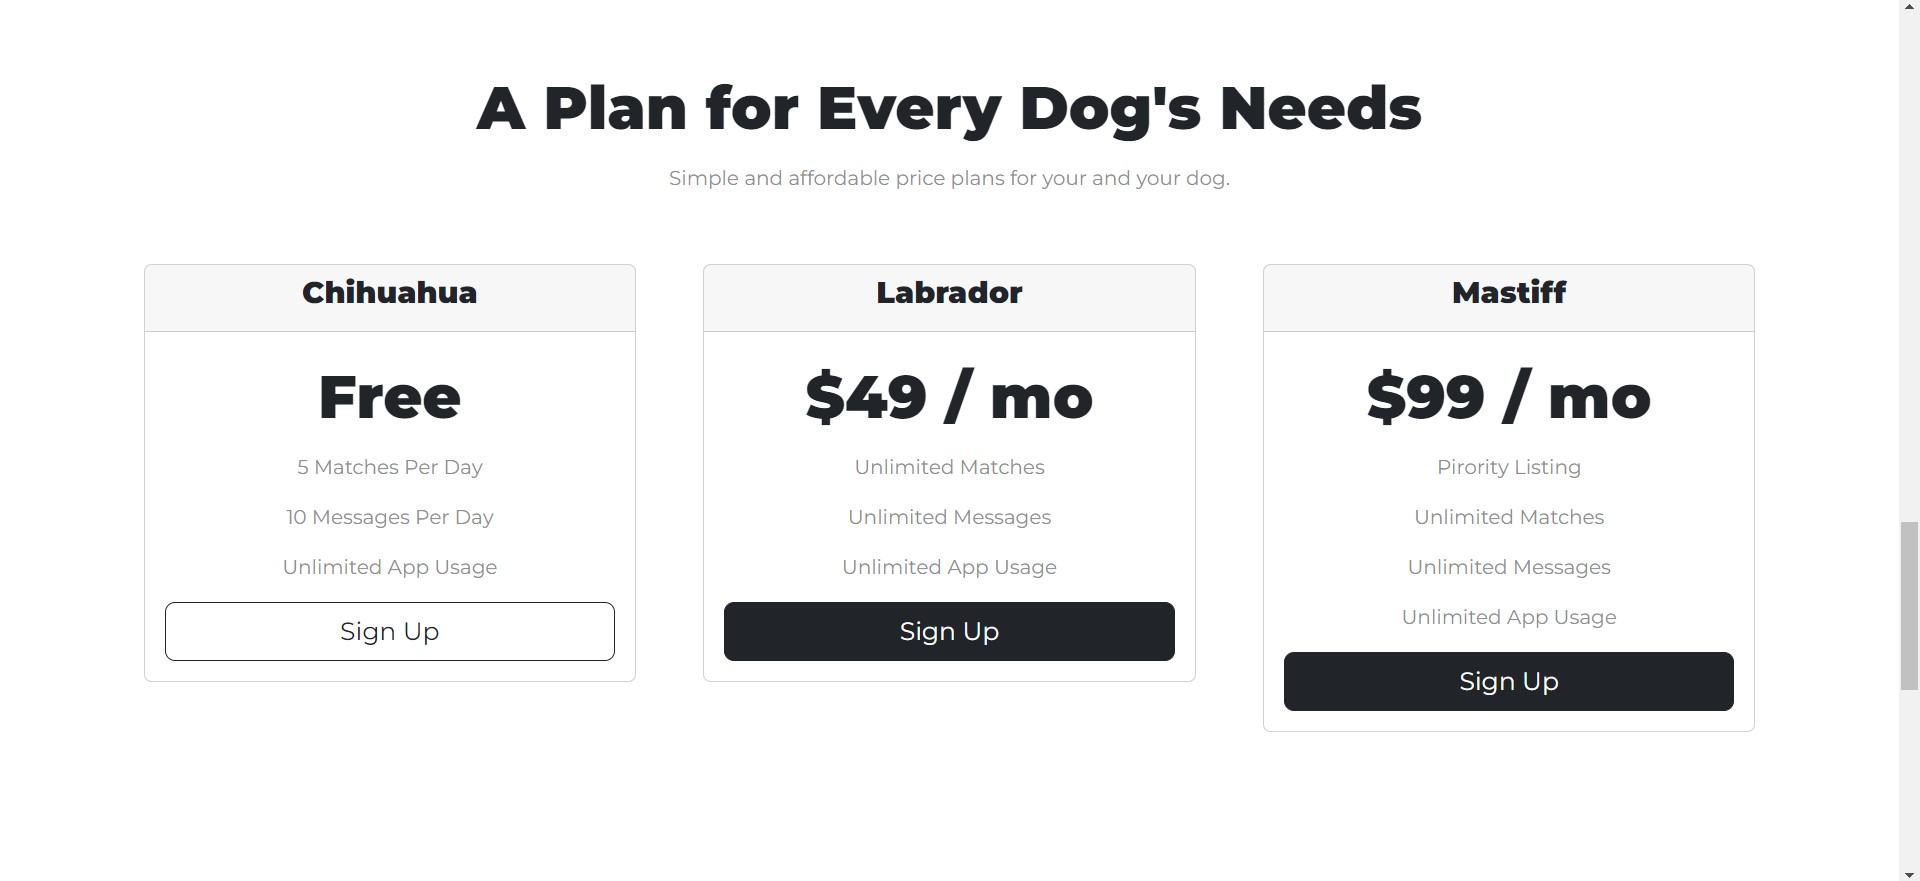 A Plan for Every Dog's Needs
Simple and affordable price plans for your and your dog.
Chihuahua
Free
5 Matches Per Day
10 Messages Per Day
Unlimited App Usage
Sign Up
Labrador
$49 / mo
Unlimited Matches
Unlimited Messages
Unlimited App Usage
Sign Up
Mastiff
$99 / mo
Pirority Listing
Unlimited Matches
Unlimited Messages
Unlimited App Usage
Sign Up